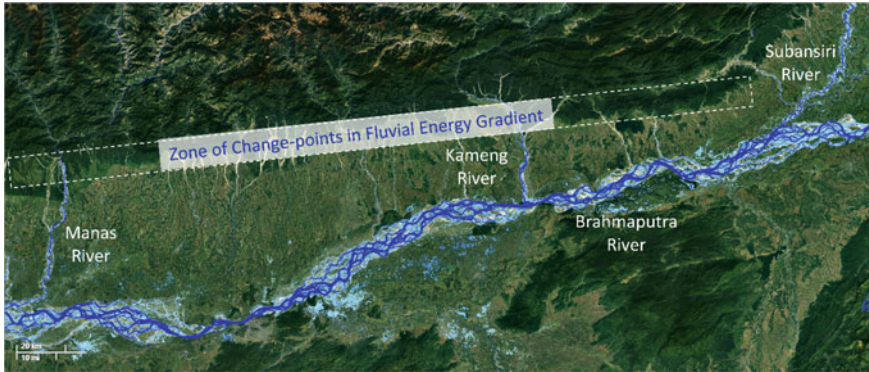 Subansiri
River
Zone of Change-points in Fluvial Energy Gradient
Kameng
River
Manas
River
Brahmaputra
River
20 km
10 mi